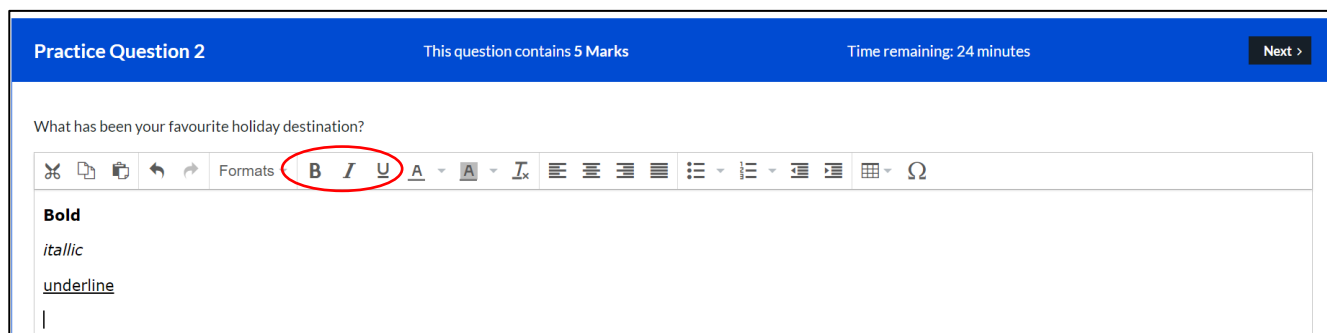 Practice Question 2 This question contains 5 Marks Time remaining: 24 minutes Next >
What has been your favourite holiday destination?
Formats B I U A A Ix Ω
Bold
itallic
underline